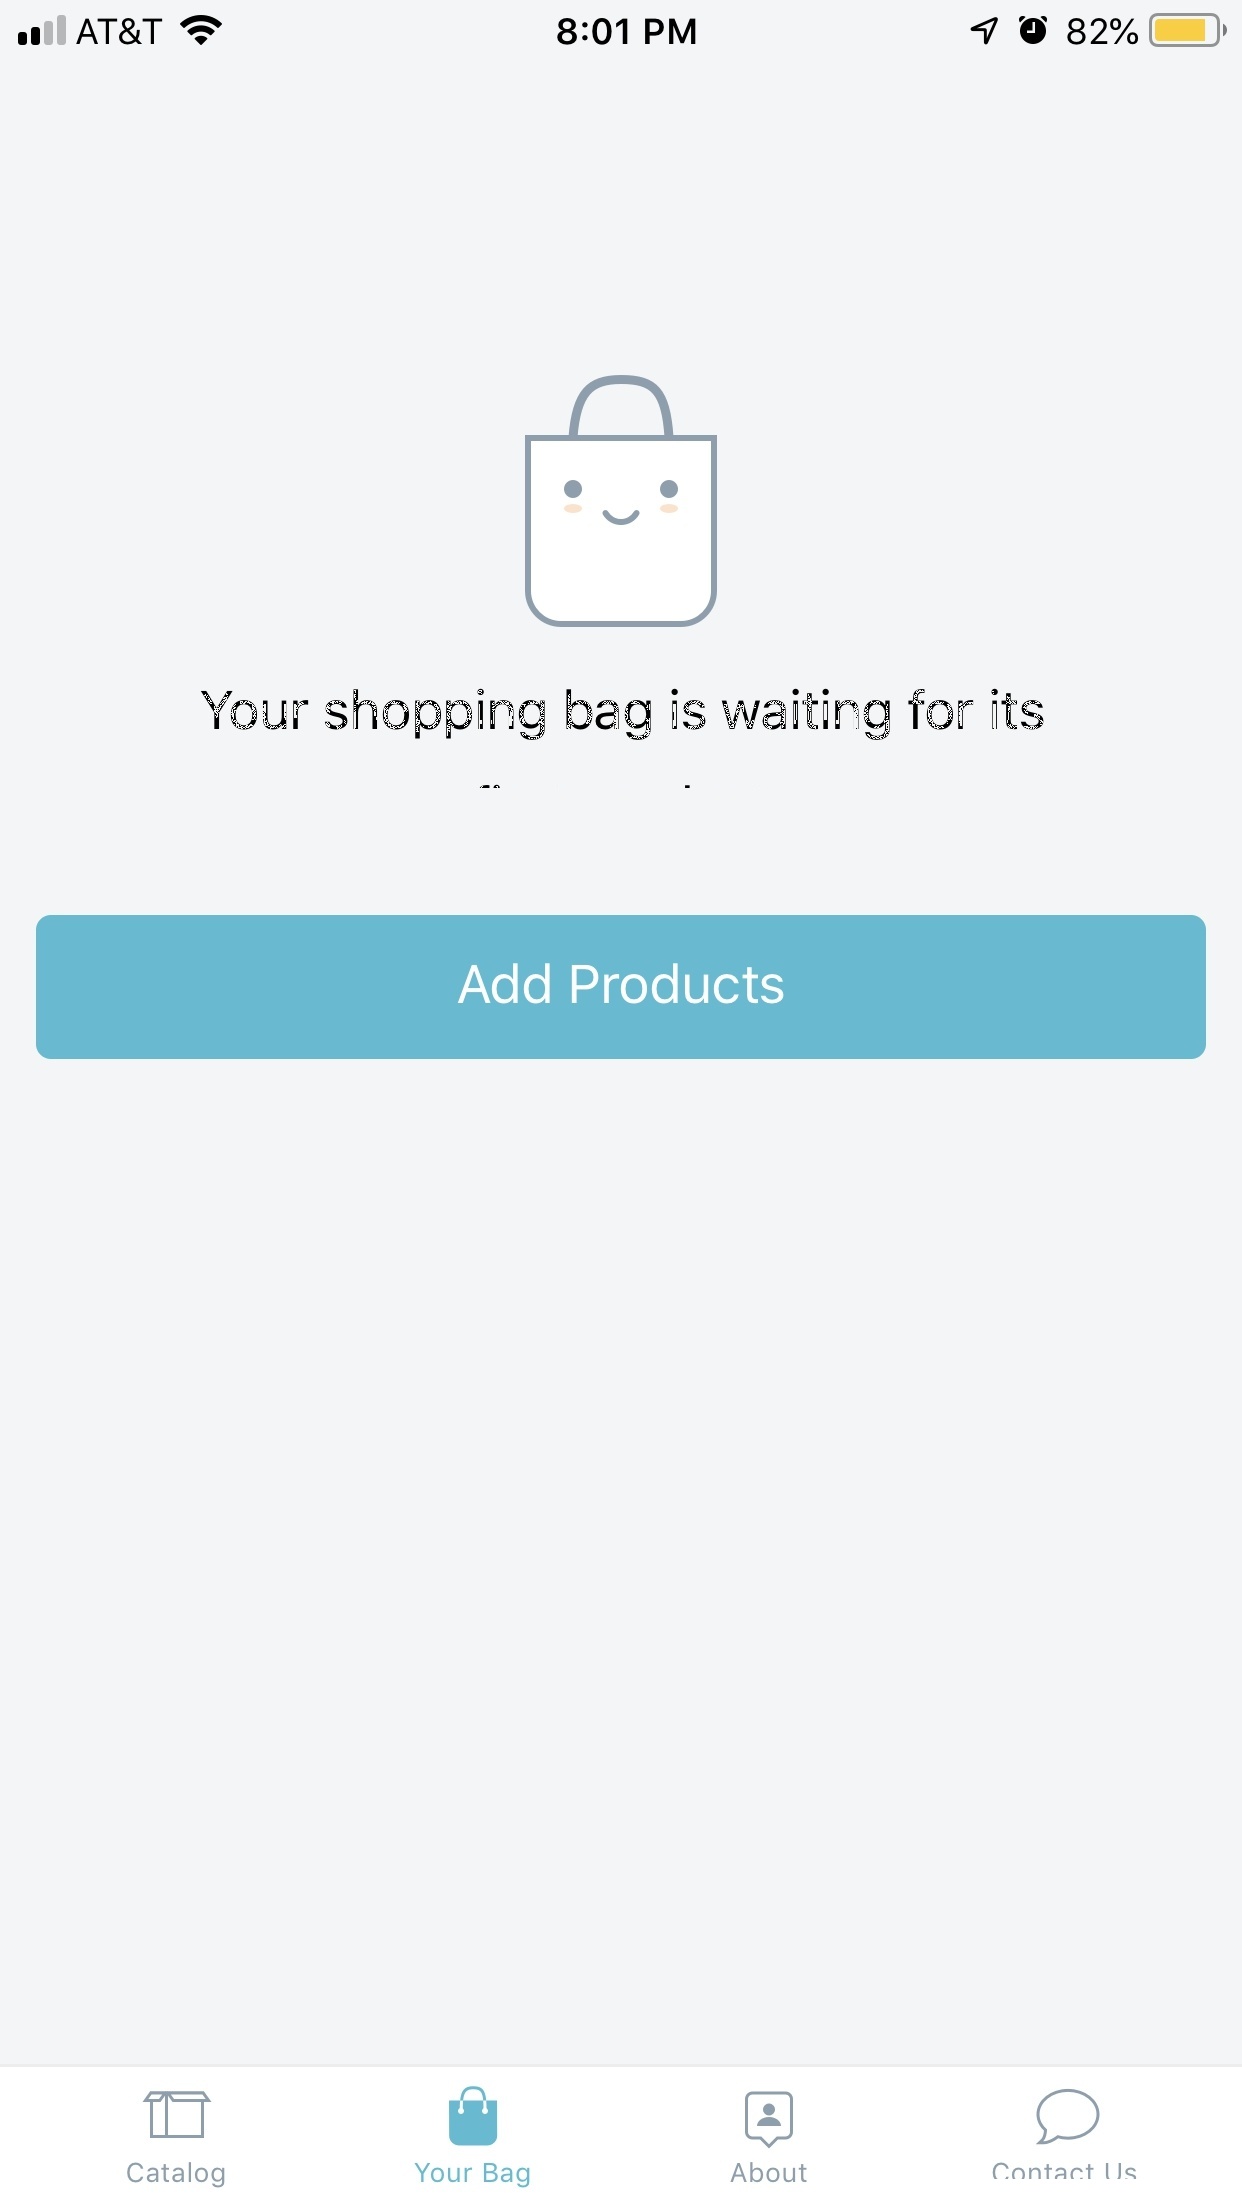 AT&T 8:01 PM 82%
Your shopping bag is waiting for its
Add Products
Catalog Your Bag About Contact Us